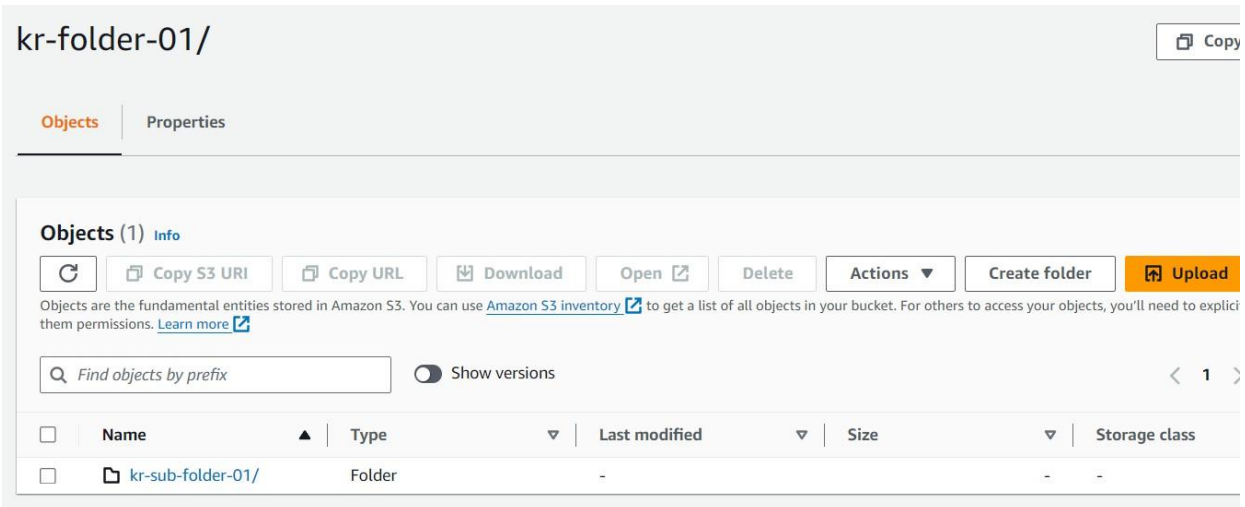 kr-folder-01/
Copy
Objects Properties
Objects (1) Info
Copy S3 URI Copy URL Download Open Delete Actions Create folder Upload
Objects are the fundamental entities stored in Amazon S3. You can use Amazon S3 inventory to get a list of all objects in your bucket. For others to access your objects, you'll need to explici
them permissions. Learn more
Find objects by prefix Show versions 1
Name Type Last modified Size Storage class
kr-sub-folder-01/ Folder - - -